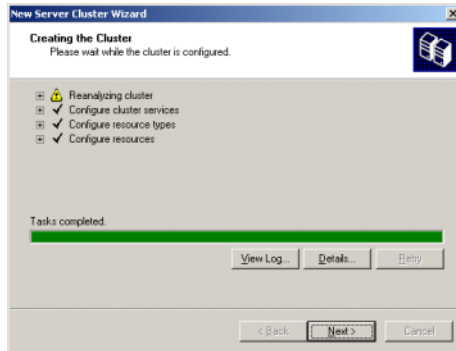 New Server Cluster Wizard
Creating the Cluster
Please wait while the cluster is configured.
Reanalyzing cluster
Configure cluster services
Configure resource types
Configure resources
Tasks completed.
View Log... Details... Retry
< Back Next > Cancel